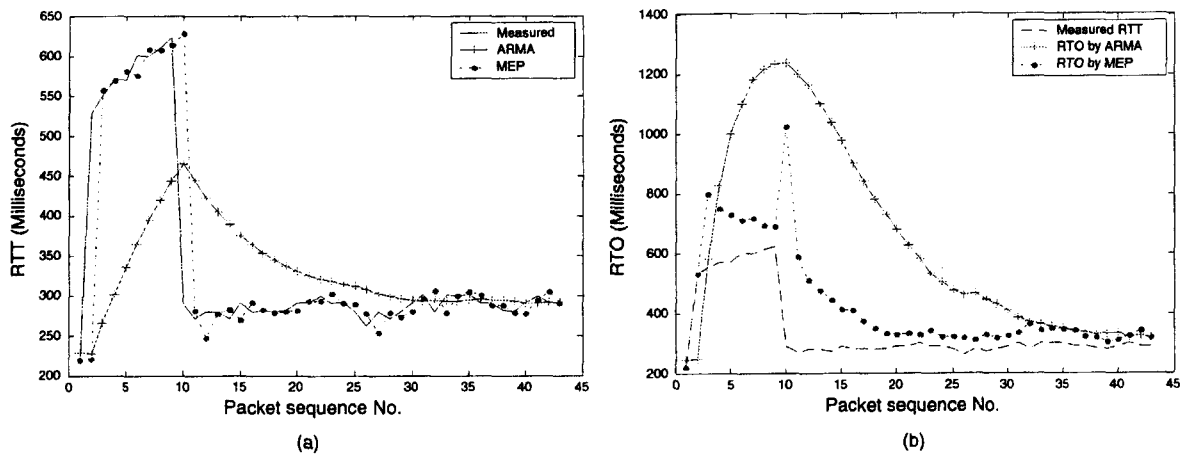 650
600
550
500
450
400
350
300
250
200
RTT (Milliseconds)
Measured
ARMA
MEP
0 5 10 15 20 25 30 35 40 45
Packet sequence No.
(a)
1400
1200
1000
800
600
400
200
RTO (Milliseconds)
Measured RTT
RTO by ARMA
RTO by MEP
0 5 10 15 20 25 30 35 40 45
Packet sequence No.
(b)